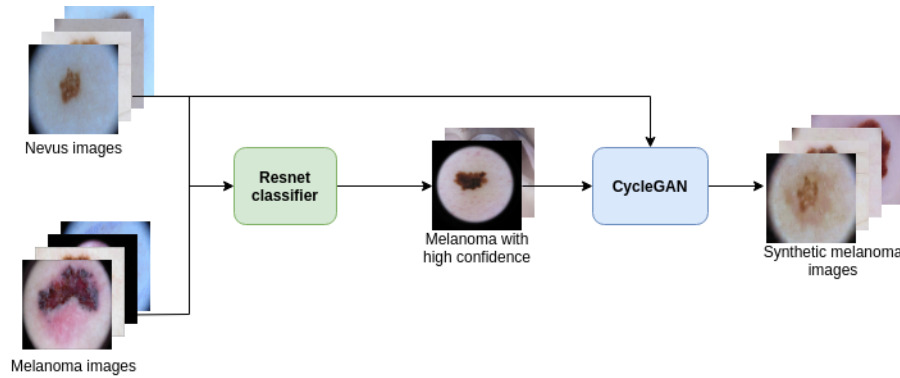 Nevus images
Resnet
classifier
Melanoma with
high confidence
CycleGAN
Synthetic melanoma
images
Melanoma images